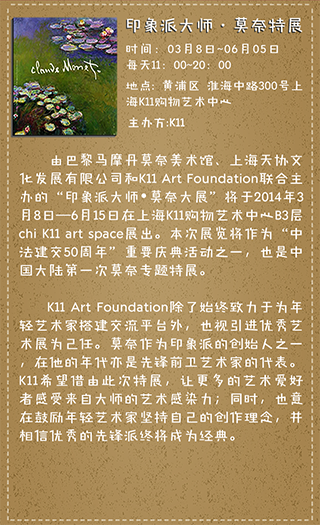 印象派大师·莫奈特展
时间：03月8日~06月05日
每天11：00~20：00
地点：黄浦区 淮海中路300号上
海K11购物艺术中心
主办方:K11
Claude Monet
由巴黎马摩丹莫奈美术馆、上海天协文
化发展有限公司和K11 Art Foundation联合主
办的“印象派大师•莫奈大展”将于2014年3
月8日—6月15日在上海K11购物艺术中心B3层
chi K11 art space展出。本次展览将作为“中
法建交50周年”重要庆典活动之一，也是中
国大陆第一次莫奈专题特展。
K11 Art Foundation除了始终致力于为年
轻艺术家搭建交流平台外，也视引进优秀艺
术展为己任。莫奈作为印象派的创始人之一
，在他的年代亦是先锋前卫艺术家的代表。
K11希望借由此次特展，让更多的艺术爱好
者感受来自大师的艺术感染力；同时，也意
在鼓励年轻艺术家坚持自己的创作理念，并
相信优秀的先锋派终将成为经典。